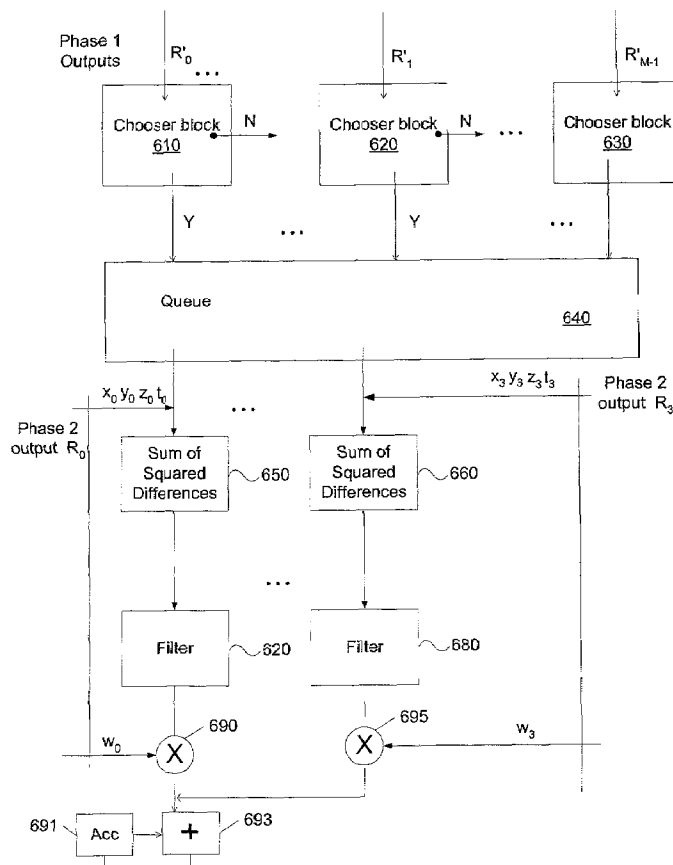 Phase 1
Outputs
R'0
...
R'1
R'M-1
Chooser block
610
N
Chooser block
620
N
...
Chooser block
630
Y
...
Y
...
Queue
640
x0 y0 z0 t0
...
x3 y3 z3 t3
Phase 2
output R0
Phase 2
output R3
Sum of
Squared
Differences
650
Sum of
Squared
Differences
660
...
Filter
620
Filter
680
690
X
w0
695
X
w3
691
Acc
+
693